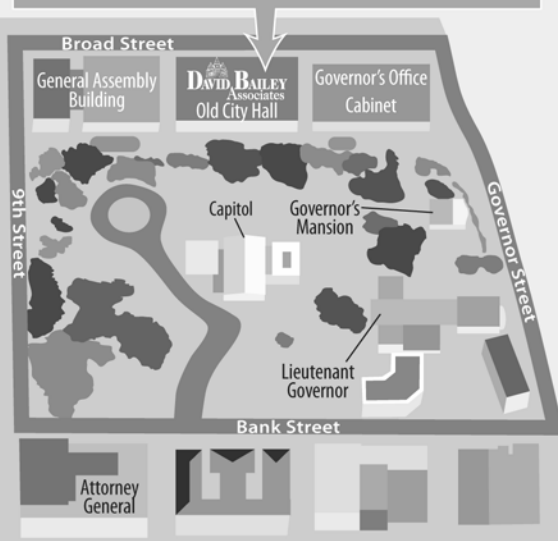 Broad Street
General Assembly
Building
DAVID BAILEY
Associates
Old City Hall
Governor's Office
Cabinet
9th Street
Capitol
Governor's
Mansion
Governor Street
Lieutenant
Governor
Bank Street
Attorney
General